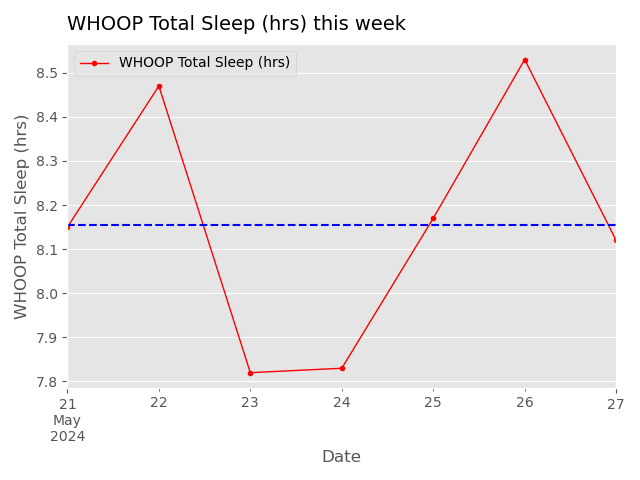 WHOOP Total Sleep (hrs) this week
WHOOP Total Sleep (hrs)
WHOOP Total Sleep (hrs)
8.5
8.4
8.3
8.2
8.1
8.0
7.9
7.8
21 22 23 24 25 26 27
May
2024
Date